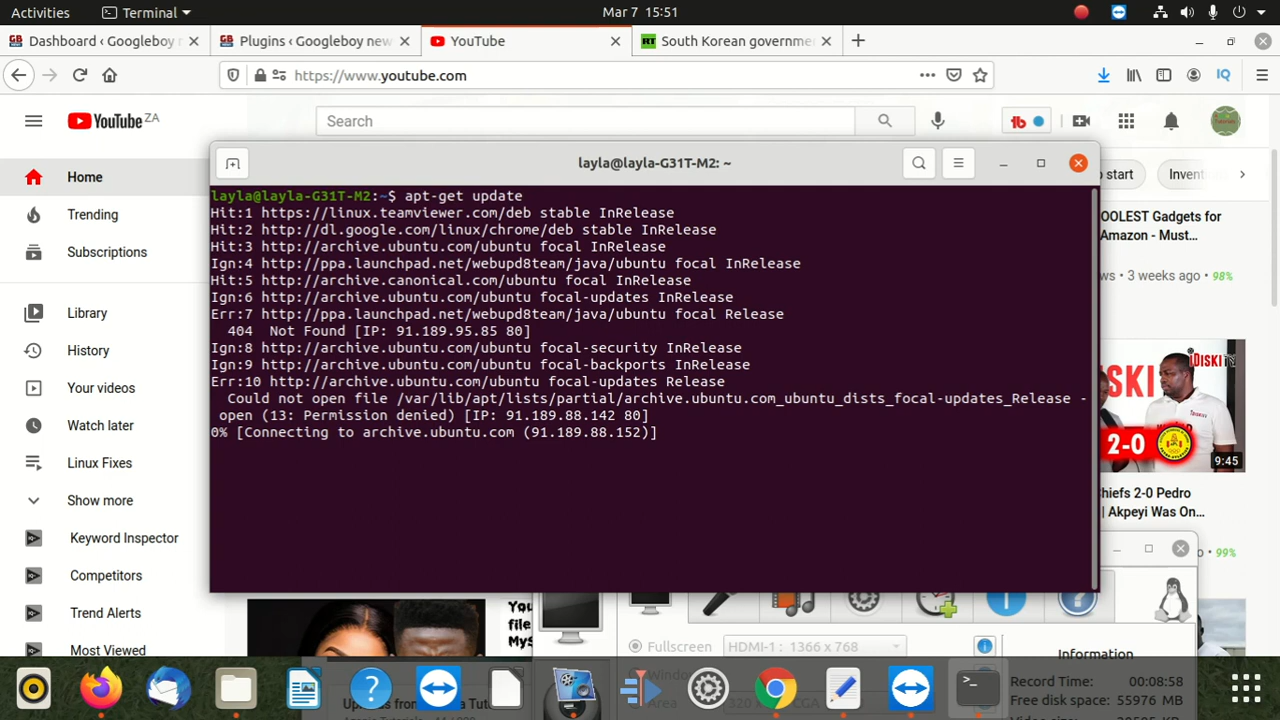 Activities
Terminal
Mar 7 15:51
Dashboard ‹ Googleboy n
Plugins ‹ Googleboy new
YouTube
South Korean governme
https://www.youtube.com
YouTube ZA
Search
layla@layla-G31T-M2: ~
layla@layla-G31T-M2:~$ apt-get update
Hit:1 https://linux.teamviewer.com/deb stable InRelease
Hit:2 http://dl.google.com/linux/chrome/deb stable InRelease
Hit:3 http://archive.ubuntu.com/ubuntu focal InRelease
Ign:4 http://ppa.launchpad.net/webupd8team/java/ubuntu focal InRelease
Hit:5 http://archive.canonical.com/ubuntu focal InRelease
Ign:6 http://archive.ubuntu.com/ubuntu focal-updates InRelease
Err:7 http://ppa.launchpad.net/webupd8team/java/ubuntu focal Release
404  Not Found [IP: 91.189.95.85 80]
Ign:8 http://archive.ubuntu.com/ubuntu focal-security InRelease
Ign:9 http://archive.ubuntu.com/ubuntu focal-backports InRelease
Err:10 http://archive.ubuntu.com/ubuntu focal-updates Release
Could not open file /var/lib/apt/lists/partial/archive.ubuntu.com_ubuntu_dists_focal-updates_Release -
open (13: Permission denied) [IP: 91.189.88.142 80]
0% [Connecting to archive.ubuntu.com (91.189.88.152)]
Home
Trending
Subscriptions
Library
History
Your videos
Watch later
Linux Fixes
Show more
Keyword Inspector
Competitors
Trend Alerts
Most Viewed
start
Invent
COOLEST Gadgets for
Amazon - Must...
3 weeks ago • 98%
DISKI
2-0
9:45
Chiefs 2-0 Pedro
| Akpeyi Was On...
99%
You
file
Mys
Fullscreen
HDMI-1 : 1366 x 768
Information
Record Time: 00:08:58
Free disk space: 55976 MB